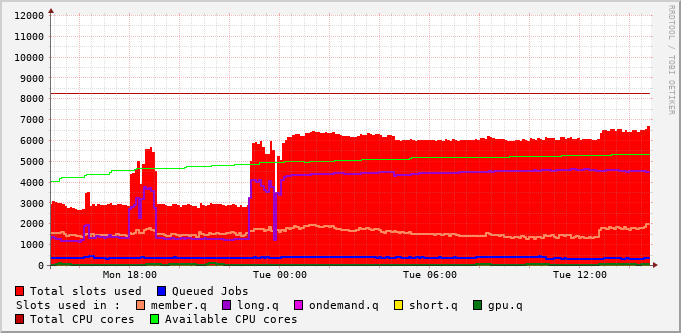 12000
11000
10000
9000
8000
7000
6000
5000
4000
3000
2000
1000
0
Mon 18:00 Tue 00:00 Tue 06:00 Tue 12:00
Total slots used Queued Jobs
Slots used in : member.q long.q ondemand.q short.q gpu.q
Total CPU cores Available CPU cores
RRDTOOL / TOBI OETIKER